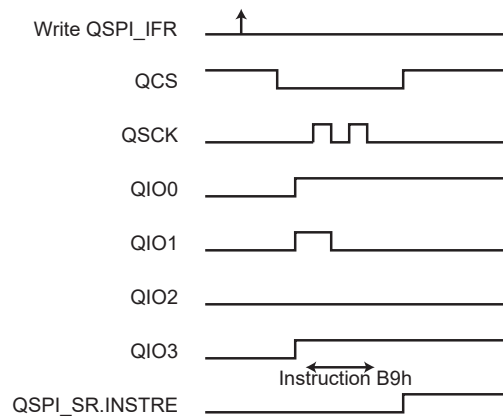 Write QSPI_IFR
QCS
QSCK
QIO0
QIO1
QIO2
QIO3
Instruction B9h
QSPI_SR.INSTRE